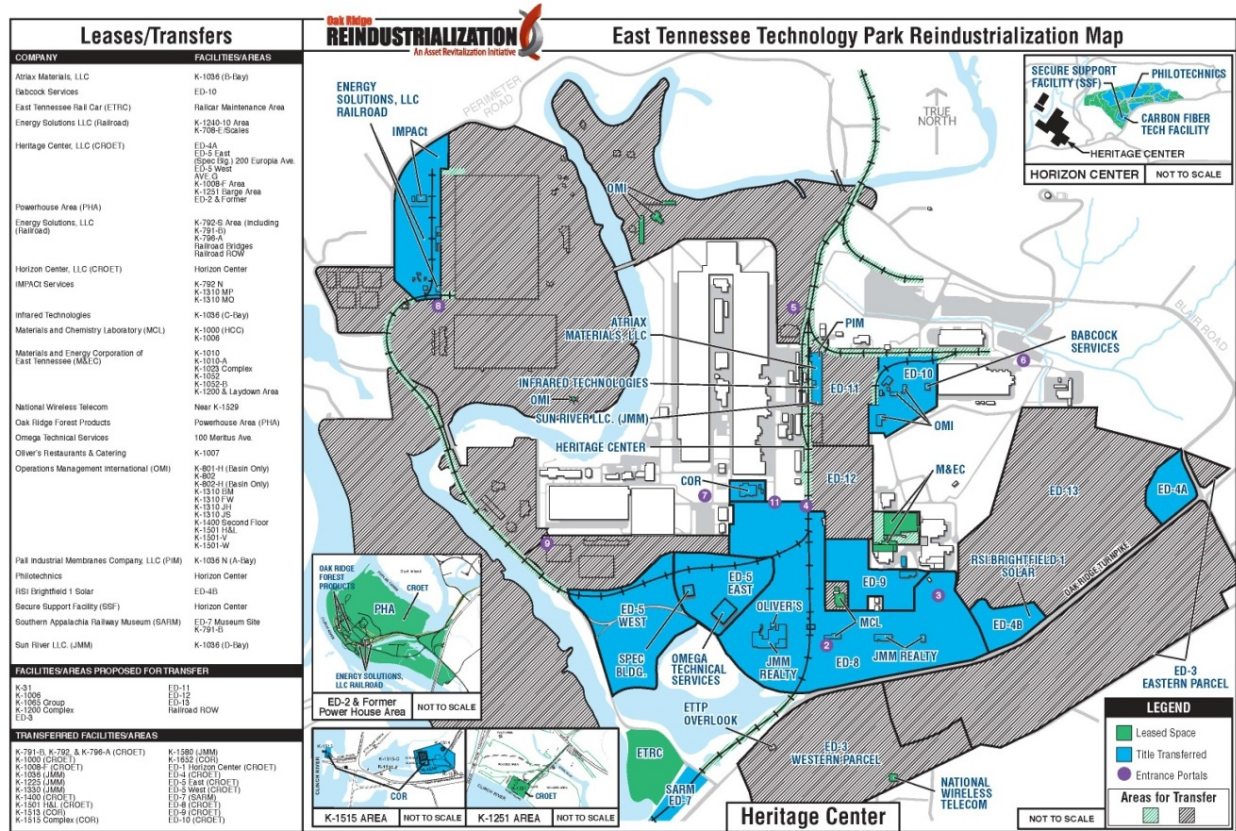 Leases/Transfers
Oak Ridge
REINDUSTRIALIZATION
An Asset Revitalization Initiative
East Tennessee Technology Park Reindustrialization Map
COMPANY FACILITIES/AREAS
Atriax Materials, LLC K-1036 (B-Bay)
Babcock Services ED-10
East Tennessee Rail Car (ETRC) Railcar Maintenance Area
Energy Solutions LLC (Railroad) K-1240-10 Area
K-708-E/Scales
Heritage Center, LLC (CROET) ED-4A
ED-5 East
(Spec Blg.) 200 Europia Ave.
ED-5 West
AVE G
K-1008-F Area
K-1251 Barge Area
ED-2 & Former
Powerhouse Area (PHA)
Energy Solutions, LLC K-792-S Area (Including
(Railroad) K-791-B)
K-796-A
Railroad Bridges
Railroad ROW
Horizon Center, LLC (CROET) Horizon Center
IMPACt Services K-792 N
K-1310 MP
K-1310 MQ
Infrared Technologies K-1036 (C-Bay)
Materials and Chemistry Laboratory (MCL) K-1000 (HCC)
K-1006
Materials and Energy Corporation of K-1010
East Tennessee (M&EC) K-1010-A
K-1023 Complex
K-1052
K-1052-B
K-1200 & Laydown Area
National Wireless Telecom Near K-1529
Oak Ridge Forest Products Powerhouse Area (PHA)
Omega Technical Services 100 Meritus Ave.
Oliver's Restaurants & Catering K-1007
Operations Management International (OMI) K-801-H (Basin Only)
K-802
K-802-H (Basin Only)
K-1310 BM
K-1310 FW
K-1310 JH
K-1310 JS
K-1400 Second Floor
K-1501 H&L
K-1501-V
K-1501-W
Pall Industrial Membranes Company, LLC (PIM) K-1036 N (A-Bay)
Philotechnics Horizon Center
RSI Brightfield 1 Solar ED-4B
Secure Support Facility (SSF) Horizon Center
Southern Appalachia Railway Museum (SARM) ED-7 Museum Site
K-791-B
Sun River LLC. (JMM) K-1036 (D-Bay)
FACILITIES/AREAS PROPOSED FOR TRANSFER
K-31 ED-11
K-1006 ED-12
K-1065 Group ED-13
K-1200 Complex Railroad ROW
ED-3
TRANSFERRED FACILITIES/AREAS
K-791-B, K-792, & K-796-A (CROET) K-1580 (JMM)
K-1000 (CROET) K-1652 (COR)
K-1008-F (CROET) ED-1 Horizon Center (CROET)
K-1036 (JMM) ED-4 (CROET)
K-1225 (JMM) ED-5 East (CROET)
K-1330 (JMM) ED-5 West (CROET)
K-1400 (CROET) ED-7 (SARM)
K-1501 H&L (CROET) ED-8 (CROET)
K-1513 (COR) ED-9 (CROET)
K-1515 Complex (COR) ED-10 (CROET)
ENERGY
SOLUTIONS, LLC
RAILROAD
IMPACt
PERIMETER
ROAD
TRUE
NORTH
SECURE SUPPORT
FACILITY (SSF)
PHILOTECHNICS
CARBON FIBER
TECH FACILITY
HERITAGE CENTER
HORIZON CENTER
NOT TO SCALE
OMI
8
5
ATRIAX
MATERIALS, LLC
PIM
BLAIR ROAD
BABCOCK
SERVICES
6
ED-10
ED-11
INFRARED TECHNOLOGIES
OMI
SUN RIVER LLC. (JMM)
OMI
HERITAGE CENTER
M&EC
COR
ED-12
ED-13
ED-4A
7
11
4
9
RSI BRIGHTFIELD-1
SOLAR
OAK RIDGE TURNPIKE
ED-5
EAST
ED-9
3
ED-5
WEST
OLIVER'S
MCL
ED-4B
2
SPEC
BLDG.
OMEGA
TECHNICAL
SERVICES
JMM
REALTY
ED-8
JMM REALTY
ED-3
EASTERN PARCEL
OAK RIDGE
FOREST
PRODUCTS
CROET
PHA
ENERGY SOLUTIONS,
LLC RAILROAD
ED-2 & Former
Power House Area
NOT TO SCALE
ETTP
OVERLOOK
ED-3
WESTERN PARCEL
ETRC
SARM
ED-7
CLINCH RIVER
COR
K-1515 AREA
NOT TO SCALE
CLINCH RIVER
CROET
K-1251 AREA
NOT TO SCALE
NATIONAL
WIRELESS
TELECOM
Heritage Center
NOT TO SCALE
LEGEND
Leased Space
Title Transferred
Entrance Portals
Areas for Transfer